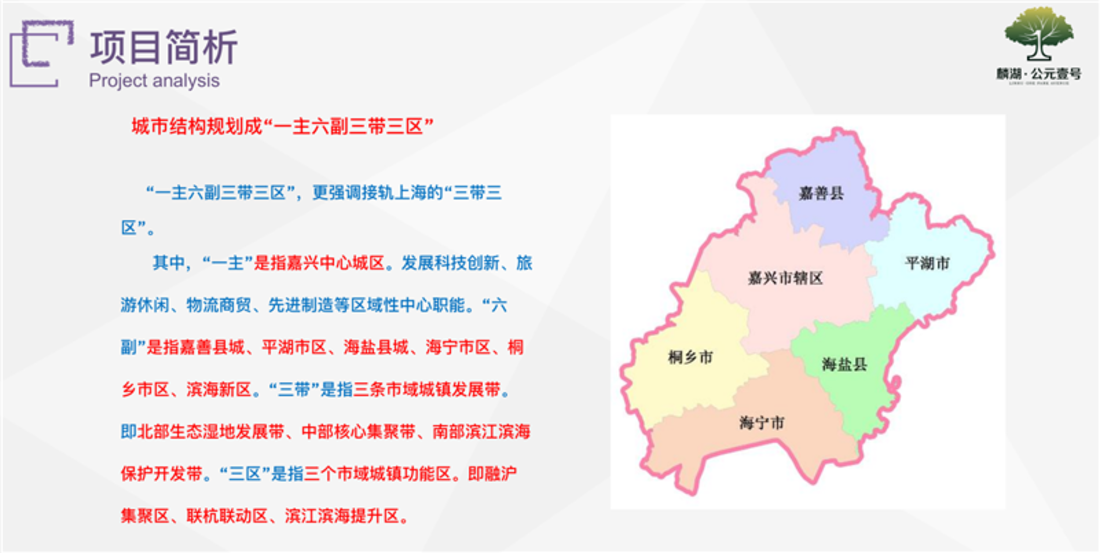 项目简析
Project analysis
麟湖·公元壹号
城市结构规划成“一主六副三带三区”
“一主六副三带三区”，更强调接轨上海的“三带三
区”。
其中，“一主”是指嘉兴中心城区。发展科技创新、旅
游休闲、物流商贸、先进制造等区域性中心职能。“六
副”是指嘉善县城、平湖市区、海盐县城、海宁市区、桐
乡市区、滨海新区。“三带”是指三条市域城镇发展带。
即北部生态湿地发展带、中部核心集聚带、南部滨江滨海
保护开发带。“三区”是指三个市域城镇功能区。即融沪
集聚区、联杭联动区、滨江滨海提升区。
嘉善县
平湖市
嘉兴市辖区
桐乡市
海盐县
海宁市